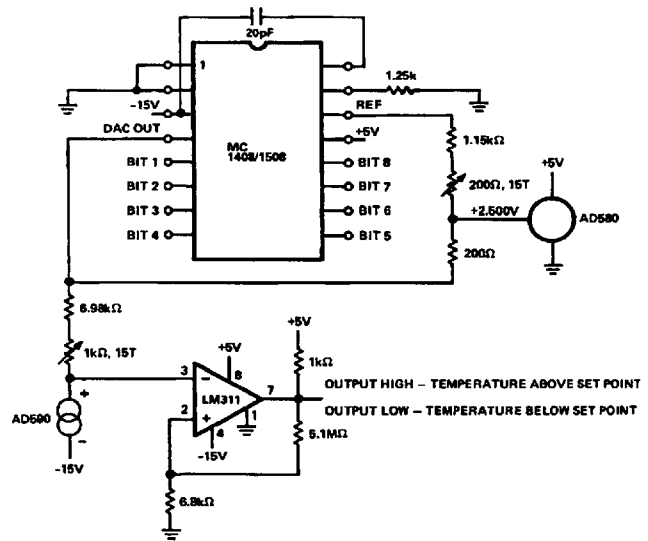 20pF
1
1.25k
REF
-15V
DAC OUT
+5V
1.15kΩ
MC
1408/1508
BIT 1
BIT 8
BIT 2
BIT 7
200Ω, 15T
+5V
BIT 3
BIT 6
+2.500V
AD580
BIT 4
BIT 5
200Ω
6.98kΩ
1kΩ, 15T
+5V
+5V
1kΩ
3
8
-
LM311
7
OUTPUT HIGH – TEMPERATURE ABOVE SET POINT
OUTPUT LOW – TEMPERATURE BELOW SET POINT
+
AD590
-
2
+
1
4
-15V
5.1MΩ
-15V
6.8kΩ